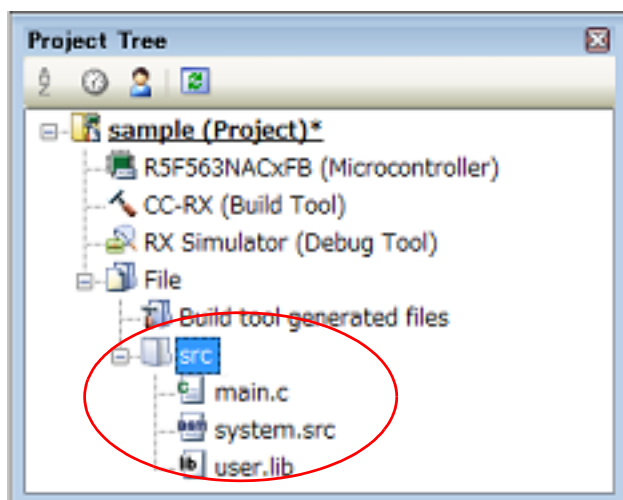 Project Tree
sample (Project)*
R5F563NACxFB (Microcontroller)
CC-RX (Build Tool)
RX Simulator (Debug Tool)
File
Build tool generated files
src
main.c
system.src
user.lib